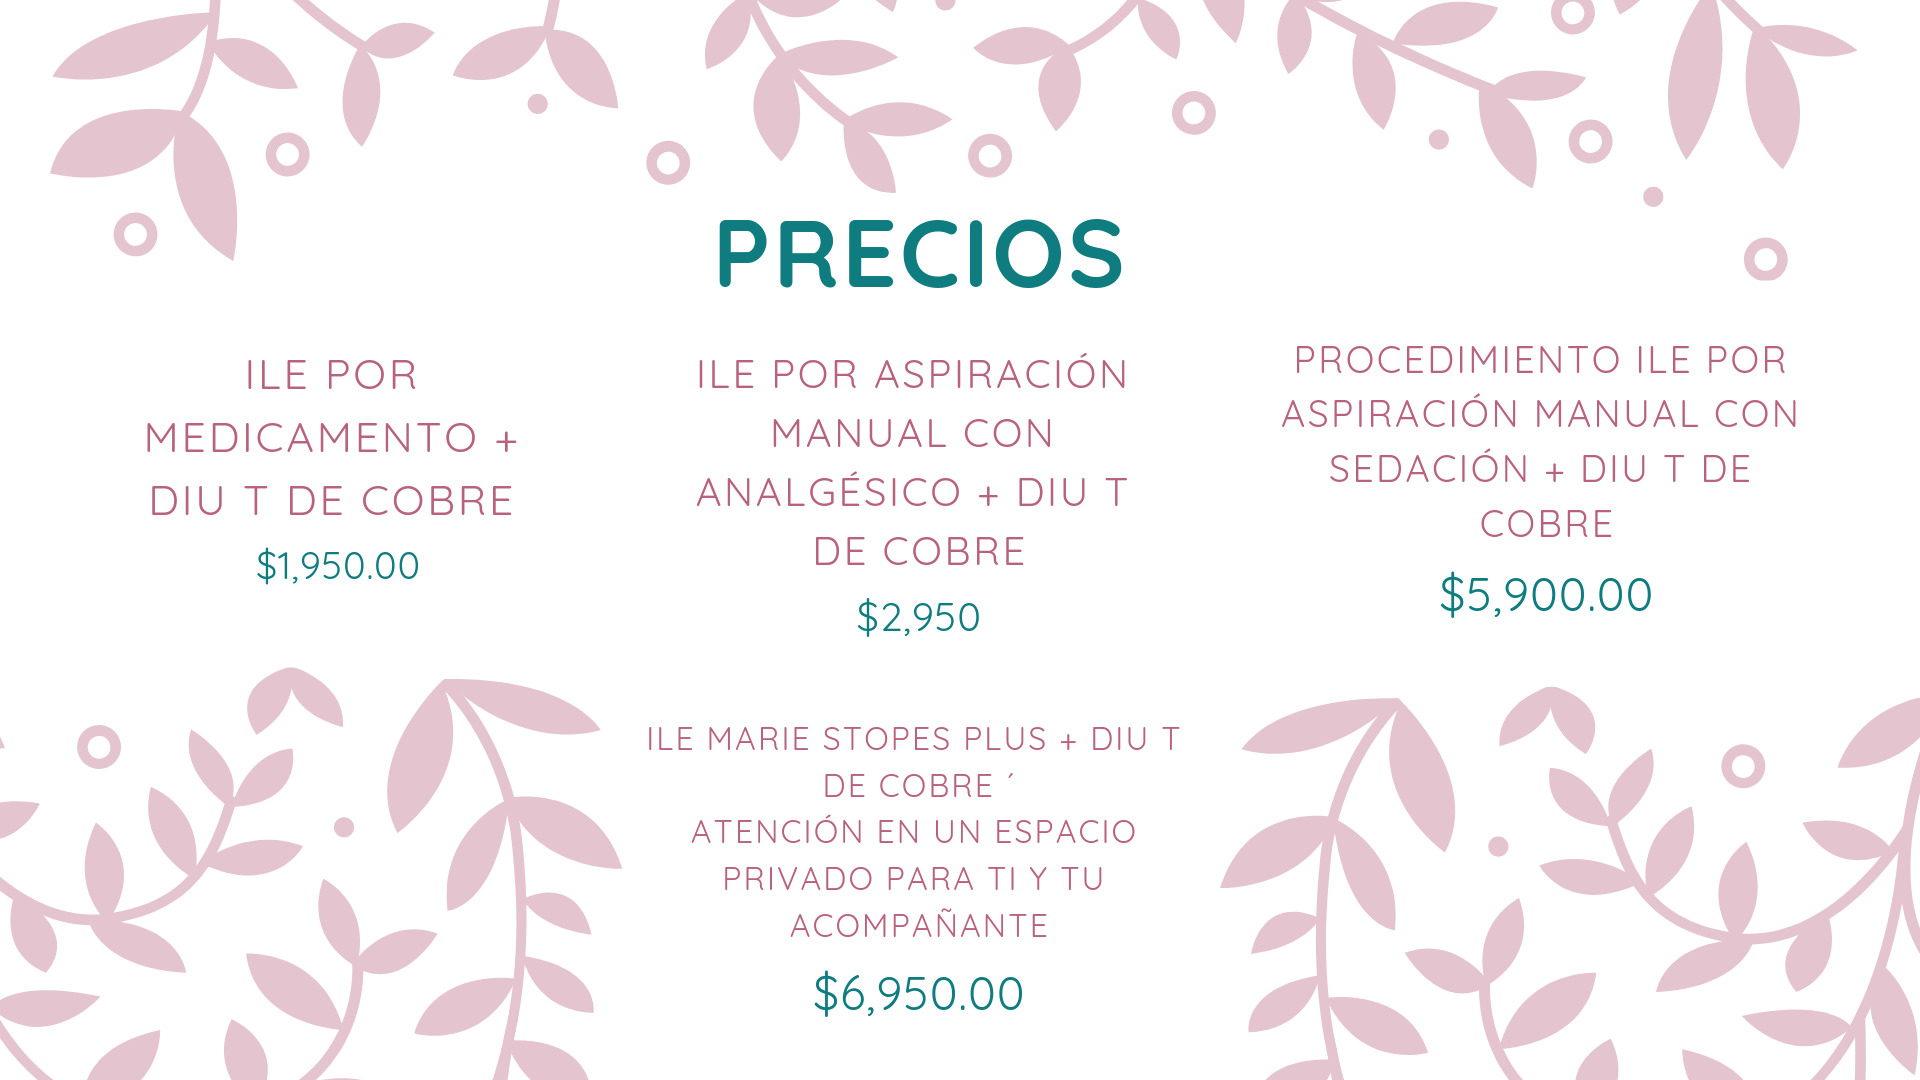 PRECIOS
ILE POR
MEDICAMENTO +
DIU T DE COBRE
$1,950.00
ILE POR ASPIRACIÓN
MANUAL CON
ANALGÉSICO + DIU T
DE COBRE
$2,950
PROCEDIMIENTO ILE POR
ASPIRACIÓN MANUAL CON
SEDACIÓN + DIU T DE
COBRE
$5,900.00
ILE MARIE STOPES PLUS + DIU T
DE COBRE ´
ATENCIÓN EN UN ESPACIO
PRIVADO PARA TI Y TU
ACOMPAÑANTE
$6,950.00